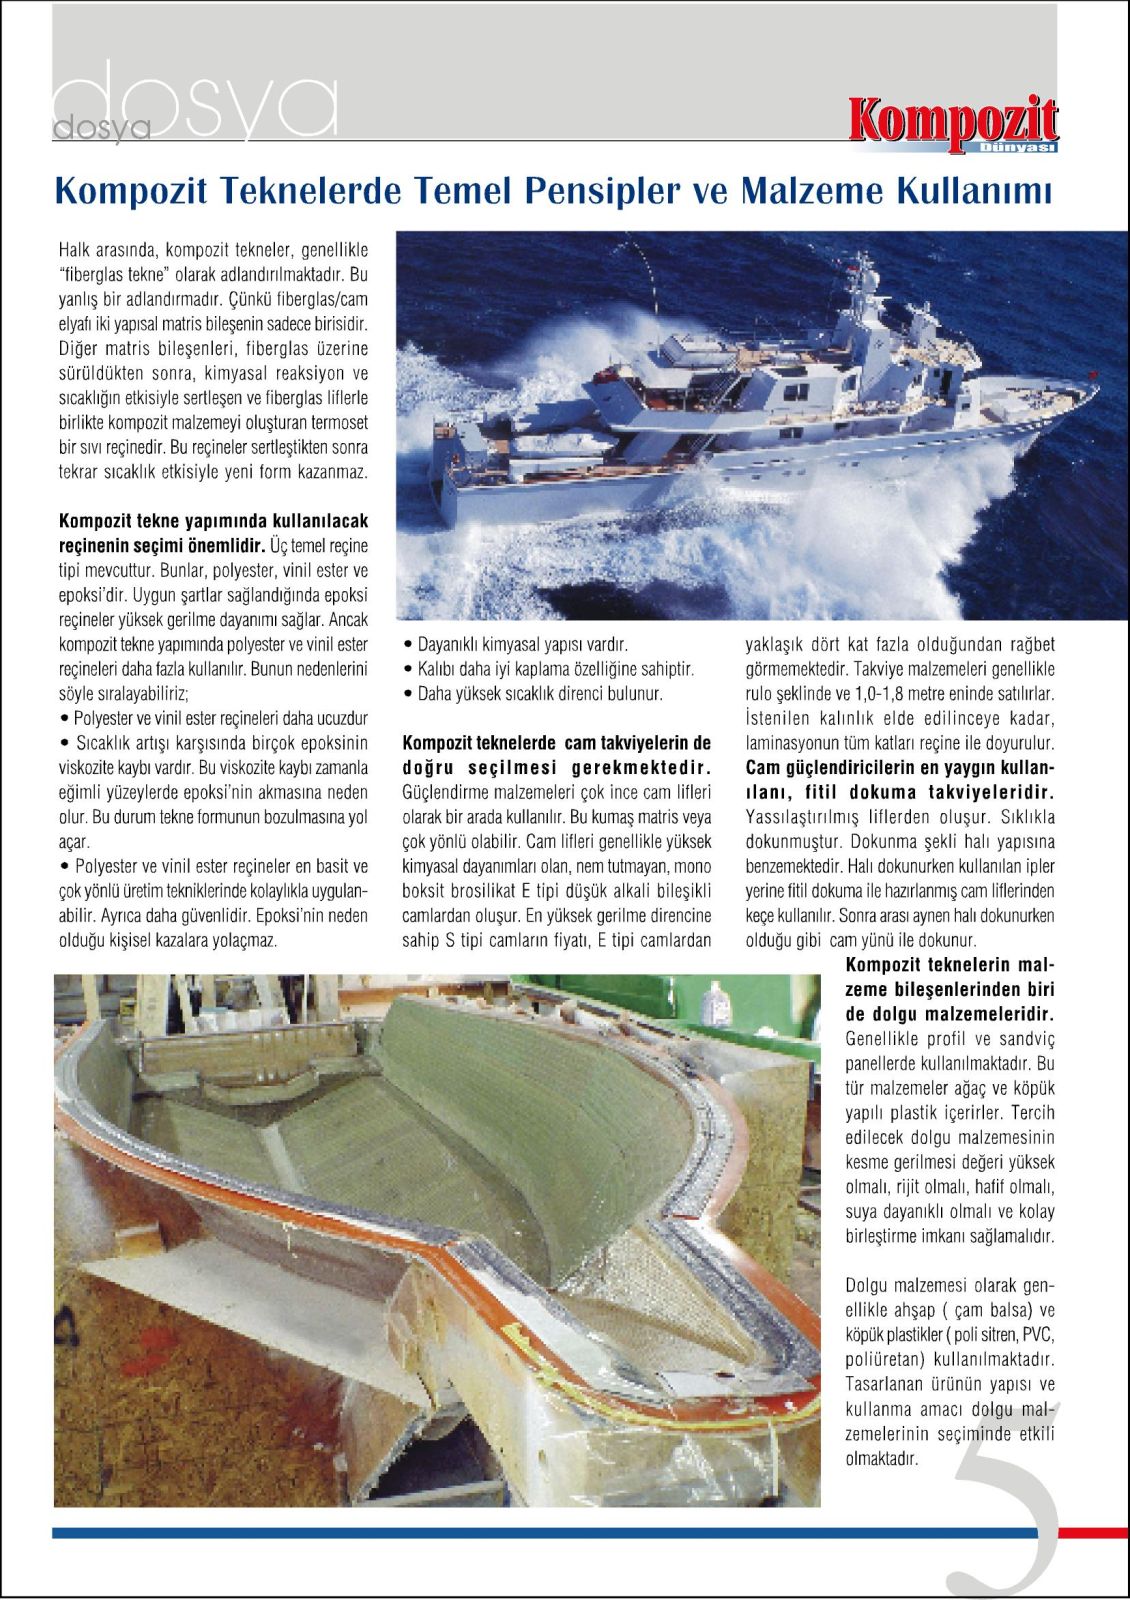 dosya
dosya
Kompozit
Dünyası
Kompozit Teknelerde Temel Pensipler ve Malzeme Kullanımı
Halk arasında, kompozit tekneler, genellikle
“fiberglas tekne” olarak adlandırılmaktadır. Bu
yanlış bir adlandırmadır. Çünkü fiberglas/cam
elyafı iki yapısal matris bileşenin sadece birisidir.
Diğer matris bileşenleri, fiberglas üzerine
sürüldükten sonra, kimyasal reaksiyon ve
sıcaklığın etkisiyle sertleşen ve fiberglas liflerle
birlikte kompozit malzemeyi oluşturan termoset
bir sıvı reçinedir. Bu reçineler sertleştikten sonra
tekrar sıcaklık etkisiyle yeni form kazanmaz.
Kompozit tekne yapımında kullanılacak
reçinenin seçimi önemlidir. Üç temel reçine
tipi mevcuttur. Bunlar, polyester, vinil ester ve
epoksi’dir. Uygun şartlar sağlandığında epoksi
reçineler yüksek gerilme dayanımı sağlar. Ancak
kompozit tekne yapımında polyester ve vinil ester
reçineleri daha fazla kullanılır. Bunun nedenlerini
söyle sıralayabiliriz;
• Polyester ve vinil ester reçineleri daha ucuzdur
• Sıcaklık artışı karşısında birçok epoksinin
viskozite kaybı vardır. Bu viskozite kaybı zamanla
eğimli yüzeylerde epoksi’nin akmasına neden
olur. Bu durum tekne formunun bozulmasına yol
açar.
• Polyester ve vinil ester reçineler en basit ve
çok yönlü üretim tekniklerinde kolaylıkla uygulan-
abilir. Ayrıca daha güvenlidir. Epoksi’nin neden
olduğu kişisel kazalara yolaçmaz.
• Dayanıklı kimyasal yapısı vardır.
• Kalıbı daha iyi kaplama özelliğine sahiptir.
• Daha yüksek sıcaklık direnci bulunur.
Kompozit teknelerde cam takviyelerin de
doğru seçilmesi gerekmektedir.
Güçlendirme malzemeleri çok ince cam lifleri
olarak bir arada kullanılır. Bu kumaş matris veya
çok yönlü olabilir. Cam lifleri genellikle yüksek
kimyasal dayanımları olan, nem tutmayan, mono
boksit brosilikat E tipi düşük alkali bileşikli
camlardan oluşur. En yüksek gerilme direncine
sahip S tipi camların fiyatı, E tipi camlardan
yaklaşık dört kat fazla olduğundan rağbet
görmemektedir. Takviye malzemeleri genellikle
rulo şeklinde ve 1,0-1,8 metre eninde satılırlar.
İstenilen kalınlık elde edilinceye kadar,
laminasyonun tüm katları reçine ile doyurulur.
Cam güçlendiricilerin en yaygın kullan-
ılanı, fitil dokuma takviyeleridir.
Yassılaştırılmış liflerden oluşur. Sıklıkla
dokunmuştur. Dokunma şekli halı yapısına
benzemektedir. Halı dokunurken kullanılan ipler
yerine fitil dokuma ile hazırlanmış cam liflerinden
keçe kullanılır. Sonra arası aynen halı dokunurken
olduğu gibi cam yünü ile dokunur.
Kompozit teknelerin mal-
zeme bileşenlerinden biri
de dolgu malzemeleridir.
Genellikle profil ve sandviç
panellerde kullanılmaktadır. Bu
tür malzemeler ağaç ve köpük
yapılı plastik içerirler. Tercih
edilecek dolgu malzemesinin
kesme gerilmesi değeri yüksek
olmalı, rijit olmalı, hafif olmalı,
suya dayanıklı olmalı ve kolay
birleştirme imkanı sağlamalıdır.
Dolgu malzemesi olarak gen-
ellikle ahşap ( çam balsa) ve
köpük plastikler ( poli sitren, PVC,
poliüretan) kullanılmaktadır.
Tasarlanan ürünün yapısı ve
kullanma amacı dolgu mal-
zemelerinin seçiminde etkili
olmaktadır.
5